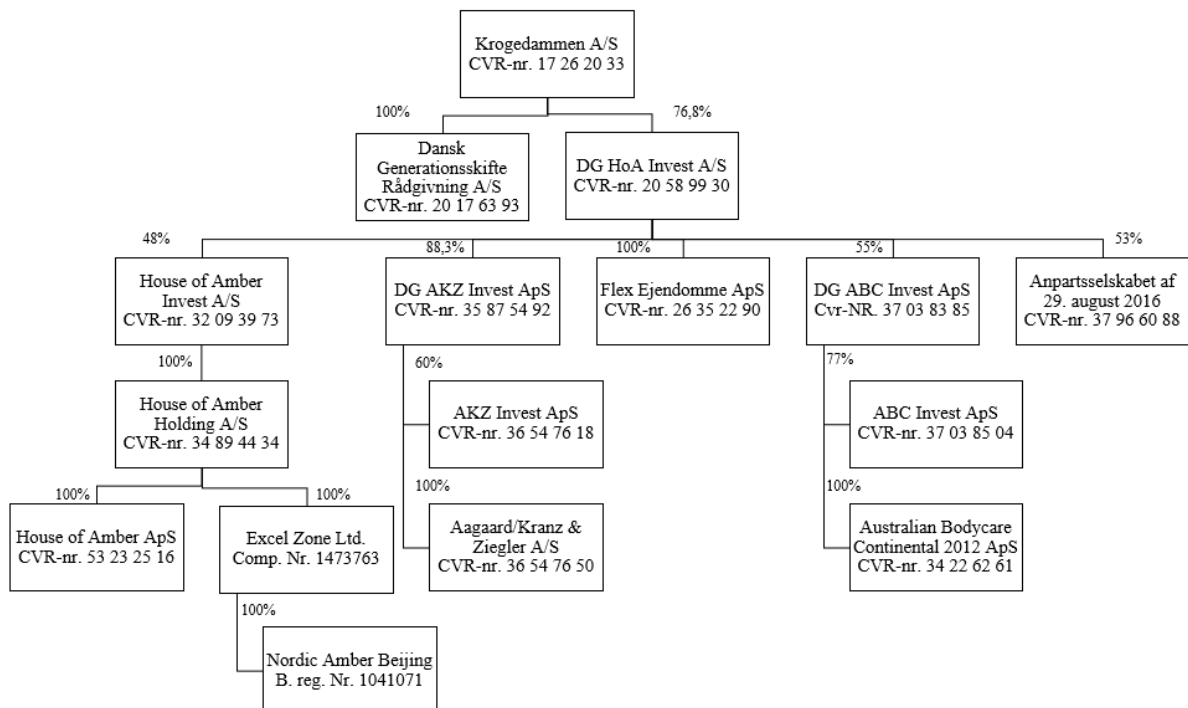 Krogedammen A/S
CVR-nr. 17 26 20 33
100%
76,8%
Dansk
Generationsskifte
Rådgivning A/S
CVR-nr. 20 17 63 93
DG HoA Invest A/S
CVR-nr. 20 58 99 30
48%
88,3%
100%
55%
53%
House of Amber
Invest A/S
CVR-nr. 32 09 39 73
DG AKZ Invest ApS
CVR-nr. 35 87 54 92
Flex Ejendomme ApS
CVR-nr. 26 35 22 90
DG ABC Invest ApS
Cvr-NR. 37 03 83 85
Anpartsselskabet af
29. august 2016
CVR-nr. 37 96 60 88
100%
60%
77%
House of Amber
Holding A/S
CVR-nr. 34 89 44 34
AKZ Invest ApS
CVR-nr. 36 54 76 18
ABC Invest ApS
CVR-nr. 37 03 85 04
100%
100%
100%
100%
House of Amber ApS
CVR-nr. 53 23 25 16
Excel Zone Ltd.
Comp. Nr. 1473763
Aagaard/Kranz &
Ziegler A/S
CVR-nr. 36 54 76 50
Australian Bodycare
Continental 2012 ApS
CVR-nr. 34 22 62 61
100%
Nordic Amber Beijing
B. reg. Nr. 1041071